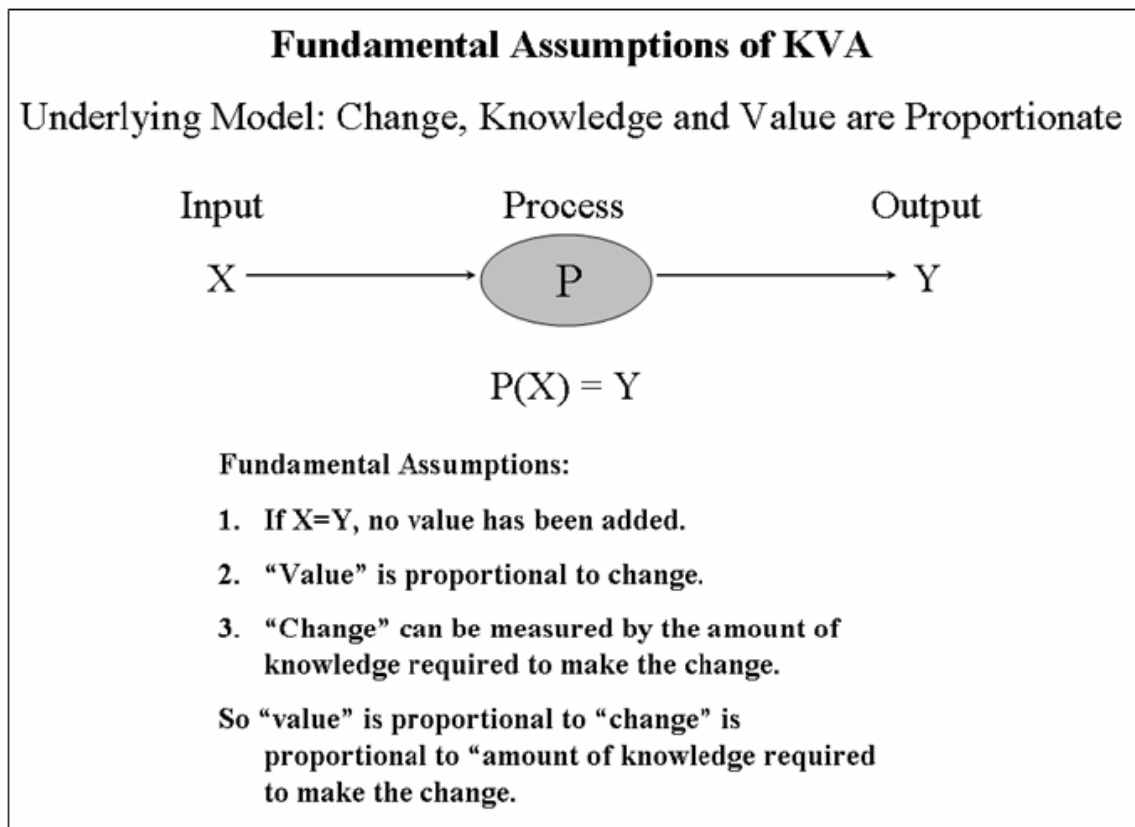 Fundamental Assumptions of KVA
Underlying Model: Change, Knowledge and Value are Proportionate
Input Process Output
X P Y
P(X) = Y
Fundamental Assumptions:
1. If X=Y, no value has been added.
2. “Value” is proportional to change.
3. “Change” can be measured by the amount of
knowledge required to make the change.
So “value” is proportional to “change” is
proportional to “amount of knowledge required
to make the change.